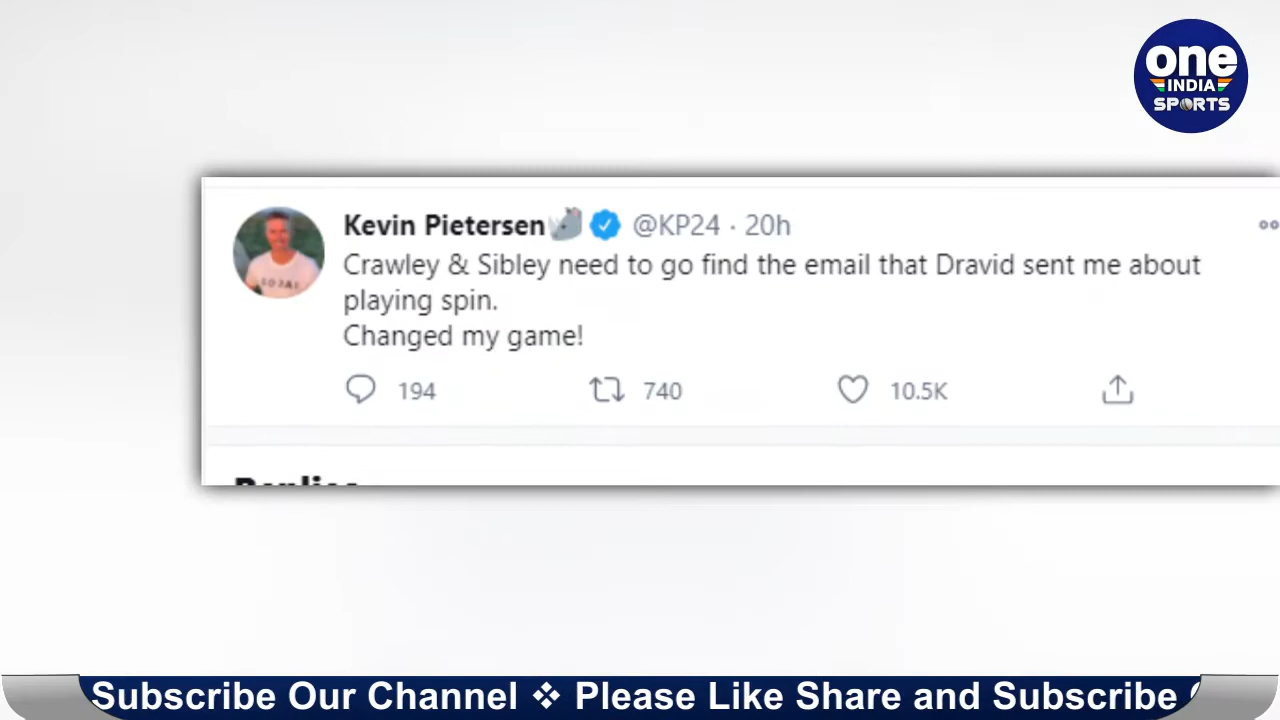 one
INDIA
SPORTS
Kevin Pietersen @KP24 · 20h
Crawley & Sibley need to go find the email that Dravid sent me about
playing spin.
Changed my game!
194 740 10.5K
Replies
Subscribe Our Channel ❖ Please Like Share and Subscribe